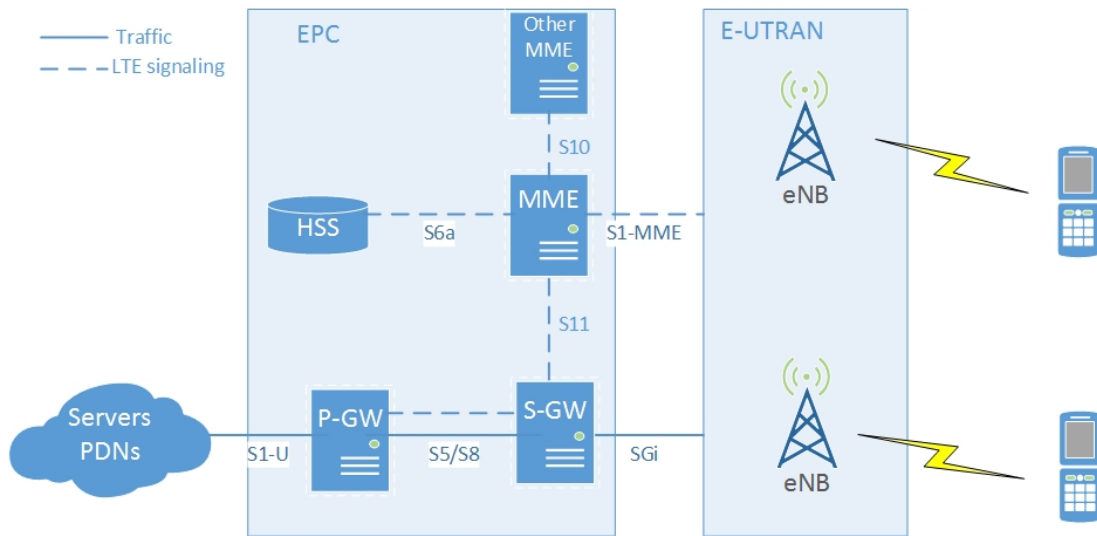 Traffic
LTE signaling
EPC
Other
MME
E-UTRAN
S10
MME
HSS
S6a
S1-MME
eNB
S11
Servers
PDNs
P-GW
S-GW
S1-U
S5/S8
SGi
eNB